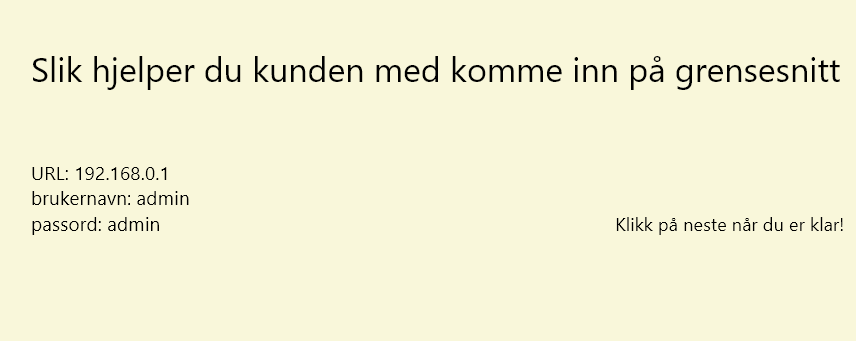 Slik hjelper du kunden med komme inn på grensesnitt
URL: 192.168.0.1
brukernavn: admin
passord: admin
Klikk på neste når du er klar!